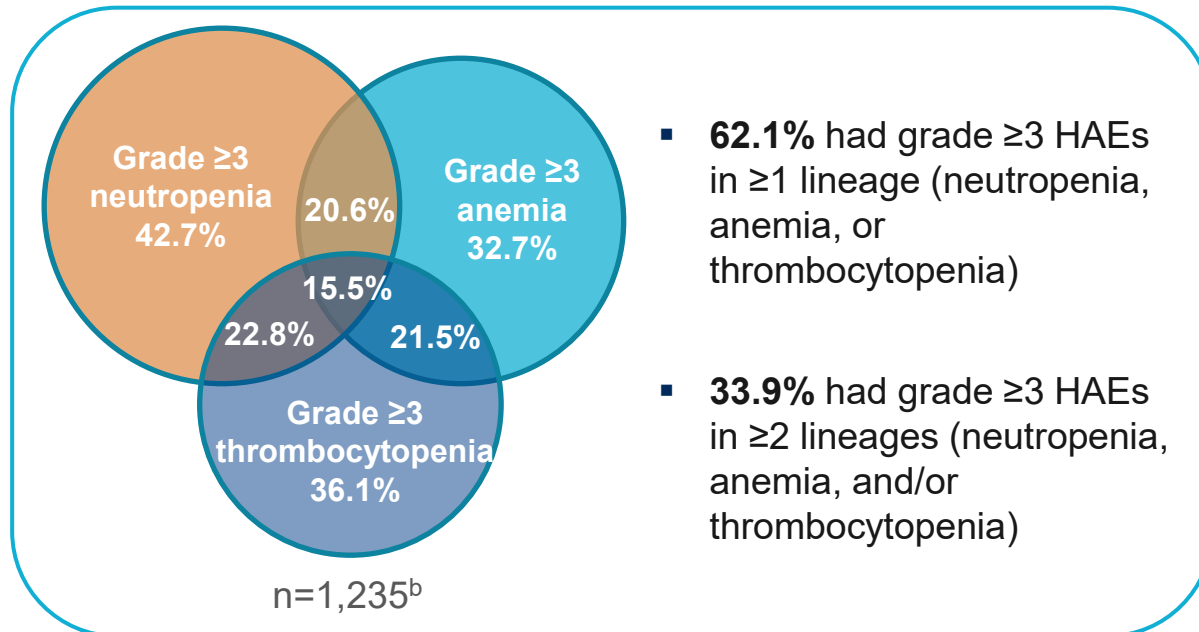 Grade ≥3
neutropenia
42.7%
20.6%
Grade ≥3
anemia
32.7%
15.5%
22.8%
21.5%
Grade ≥3
thrombocytopenia
36.1%
n=1,235ᵇ
▪ 62.1% had grade ≥3 HAEs
in ≥1 lineage (neutropenia,
anemia, or
thrombocytopenia)
▪ 33.9% had grade ≥3 HAEs
in ≥2 lineages (neutropenia,
anemia, and/or
thrombocytopenia)